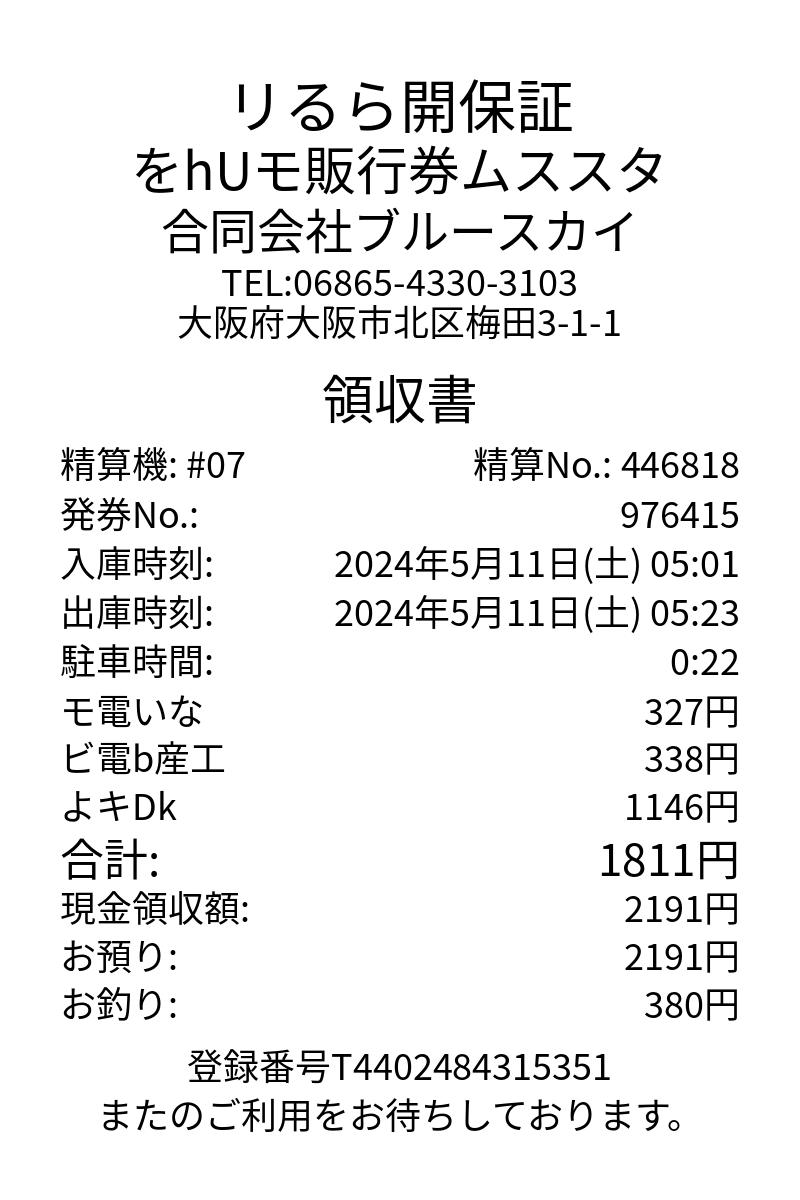 リるら開保証
をhUモ販行券ムススタ
合同会社ブルースカイ
TEL:06865-4330-3103
大阪府大阪市北区梅田3-1-1
領収書
精算機: #07 精算No.: 446818
発券No.: 976415
入庫時刻: 2024年5月11日(土) 05:01
出庫時刻: 2024年5月11日(土) 05:23
駐車時間: 0:22
モ電いな 327円
ビ電b産工 338円
よキDk 1146円
合計: 1811円
現金領収額: 2191円
お預り: 2191円
お釣り: 380円
登録番号T4402484315351
またのご利用をお待ちしております。